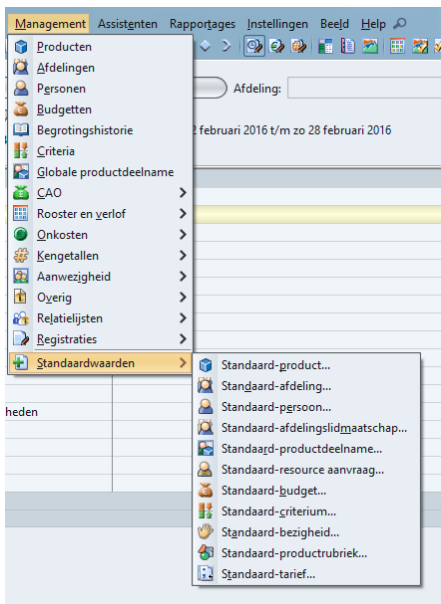 Management Assistenten Rapportages Instellingen Beeld Help
Producten
Afdelingen
Personen
Afdeling:
Budgetten
Begrotingshistorie
februari 2016 t/m zo 28 februari 2016
Criteria
Globale productdeelname
CAO
Rooster en verlof
Onkosten
Kengetallen
Aanwezigheid
Overig
Relatielijsten
Registraties
Standaardwaarden
Standaard-product...
Standaard-afdeling...
Standaard-persoon...
heden
Standaard-afdelingslidmaatschap...
Standaard-productdeelname...
Standaard-resource aanvraag...
Standaard-budget...
Standaard-criterium...
Standaard-bezigheid...
Standaard-productrubriek...
Standaard-tarief...